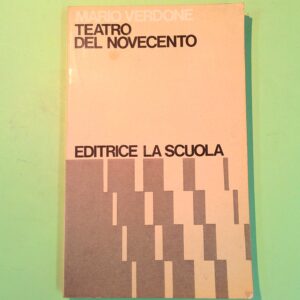 MARIO VERDONE
TEATRO
DEL NOVECENTO
EDITRICE LA SCUOLA